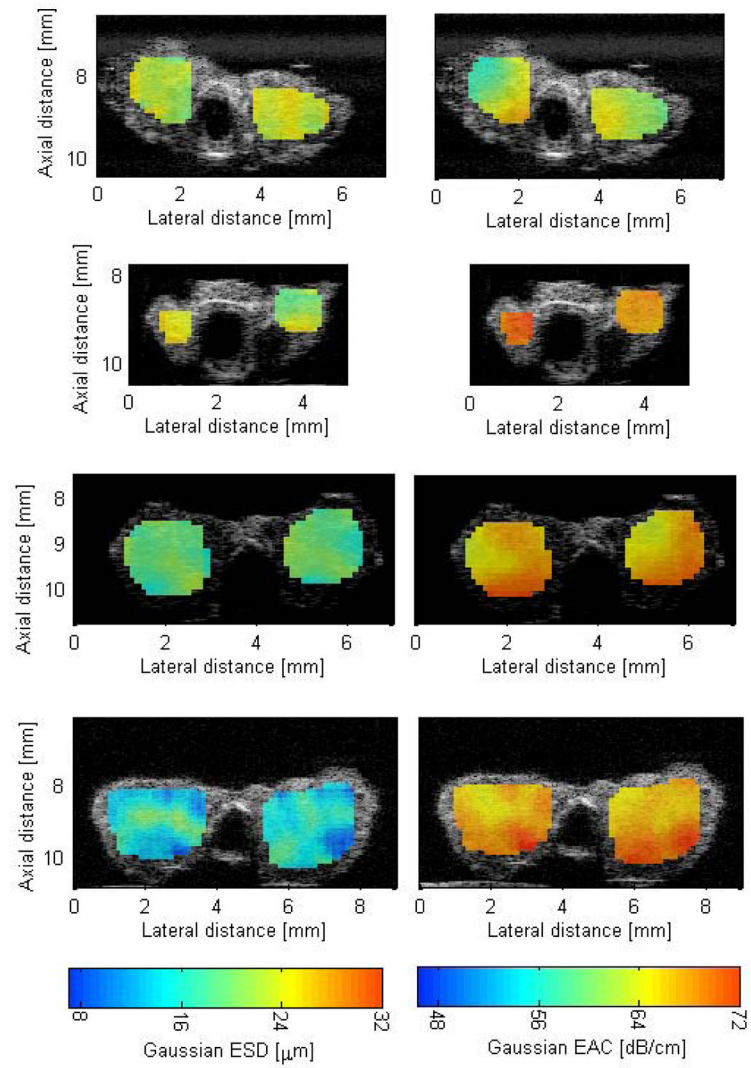 Axial distance [mm]
8
10
0 2 4 6
0 2 4 6
Lateral distance [mm]
Lateral distance [mm]
Axial distance [mm]
8
10
0 2 4
0 2 4
Lateral distance [mm]
Lateral distance [mm]
Axial distance [mm]
8
9
10
0 2 4 6
0 2 4 6
Lateral distance [mm]
Lateral distance [mm]
Axial distance [mm]
8
10
0 2 4 6 8
0 2 4 6 8
Lateral distance [mm]
Lateral distance [mm]
8 16 24 32
48 56 64 72
Gaussian ESD [μm]
Gaussian EAC [dB/cm]